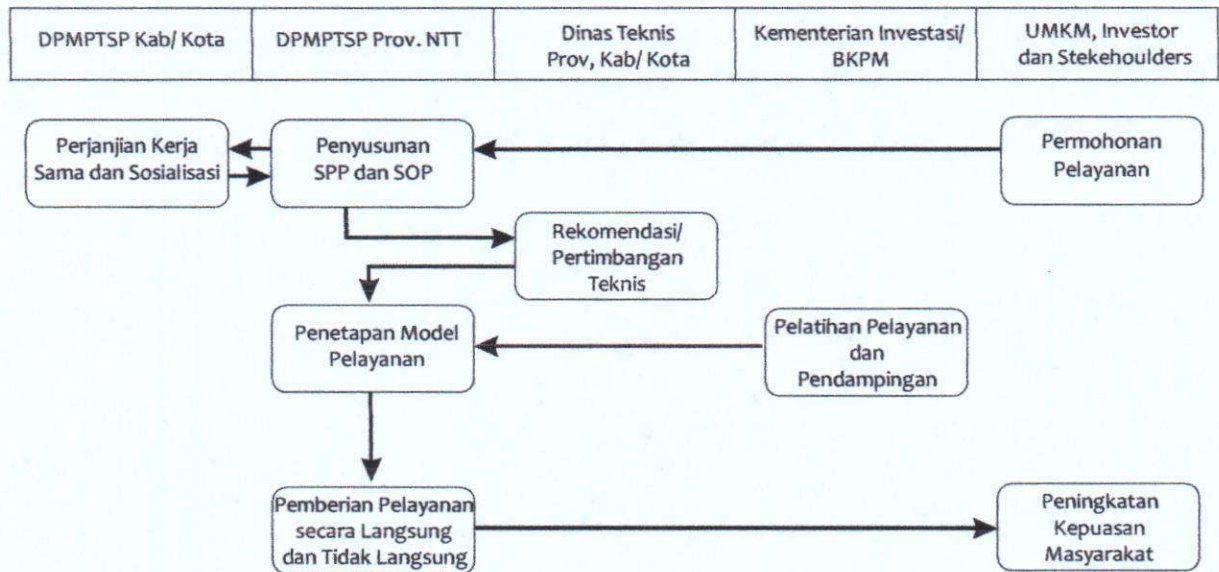 DPMPTSP Kab/ Kota
DPMPTSP Prov. NTT
Dinas Teknis
Prov, Kab/ Kota
Kementerian Investasi/
BKPM
UMKM, Investor
dan Stekehoulders
Perjanjian Kerja
Sama dan Sosialisasi
Penyusunan
SPP dan SOP
Permohonan
Pelayanan
Rekomendasi/
Pertimbangan
Teknis
Penetapan Model
Pelayanan
Pelatihan Pelayanan
dan
Pendampingan
Pemberian Pelayanan
secara Langsung
dan Tidak Langsung
Peningkatan
Kepuasan
Masyarakat